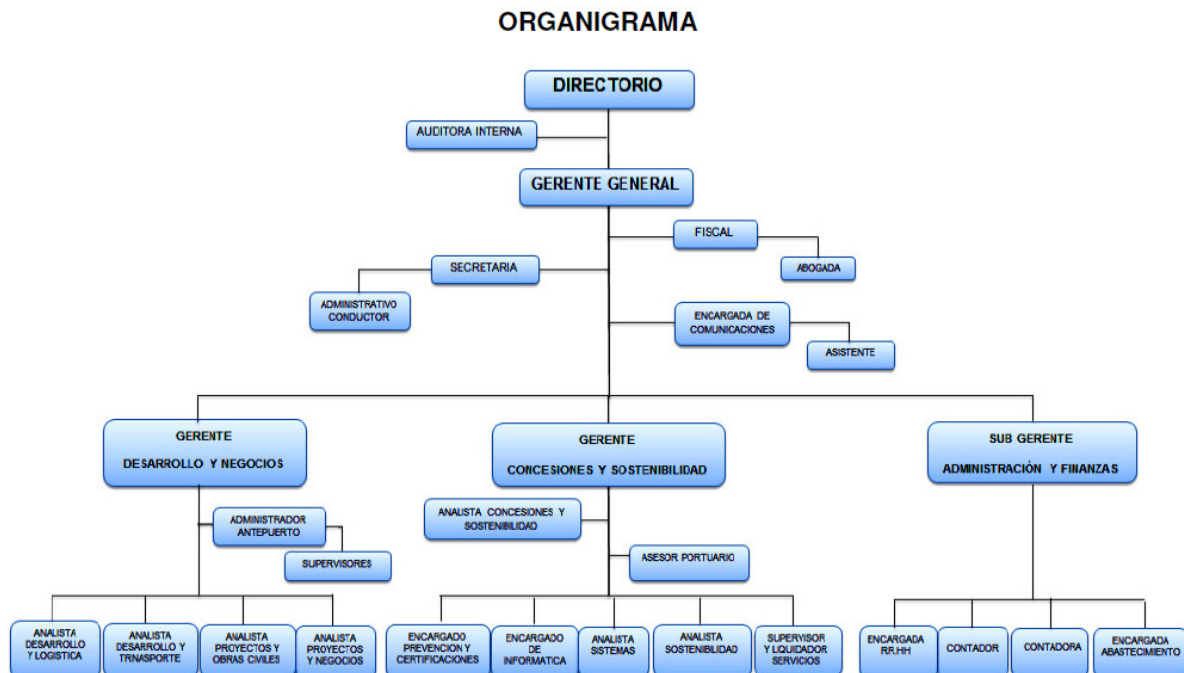 ORGANIGRAMA
DIRECTORIO
AUDITORA INTERNA
GERENTE GENERAL
FISCAL
ABOGADA
SECRETARIA
ADMINISTRATIVO
CONDUCTOR
ENCARGADA DE
COMUNICACIONES
ASISTENTE
GERENTE
DESARROLLO Y NEGOCIOS
GERENTE
CONCESIONES Y SOSTENIBILIDAD
SUB GERENTE
ADMINISTRACIÓN Y FINANZAS
ADMINISTRADOR
ANTEPUERTO
SUPERVISORES
ANALISTA CONCESIONES Y
SOSTENIBILIDAD
ASESOR PORTUARIO
ANALISTA
DESARROLLO
Y LOGISTICA
ANALISTA
DESARROLLO Y
TRNASPORTE
ANALISTA
PROYECTOS Y
OBRAS CIVILES
ANALISTA
PROYECTOS
Y NEGOCIOS
ENCARGADO
PREVENCION Y
CERTIFICACIONES
ENCARGADO
DE
INFORMATICA
ANALISTA
SISTEMAS
ANALISTA
SOSTENIBILIDAD
SUPERVISOR
Y LIQUIDADOR
SERVICIOS
ENCARGADA
RR.HH
CONTADOR
CONTADORA
ENCARGADA
ABASTECIMIENTO